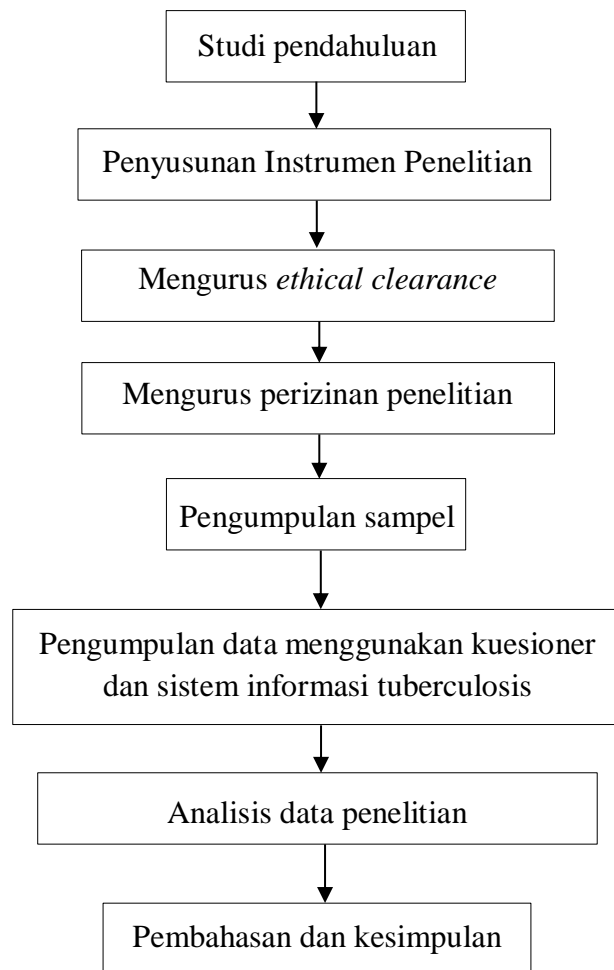 Studi pendahuluan
Penyusunan Instrumen Penelitian
Mengurus ethical clearance
Mengurus perizinan penelitian
Pengumpulan sampel
Pengumpulan data menggunakan kuesioner
dan sistem informasi tuberculosis
Analisis data penelitian
Pembahasan dan kesimpulan